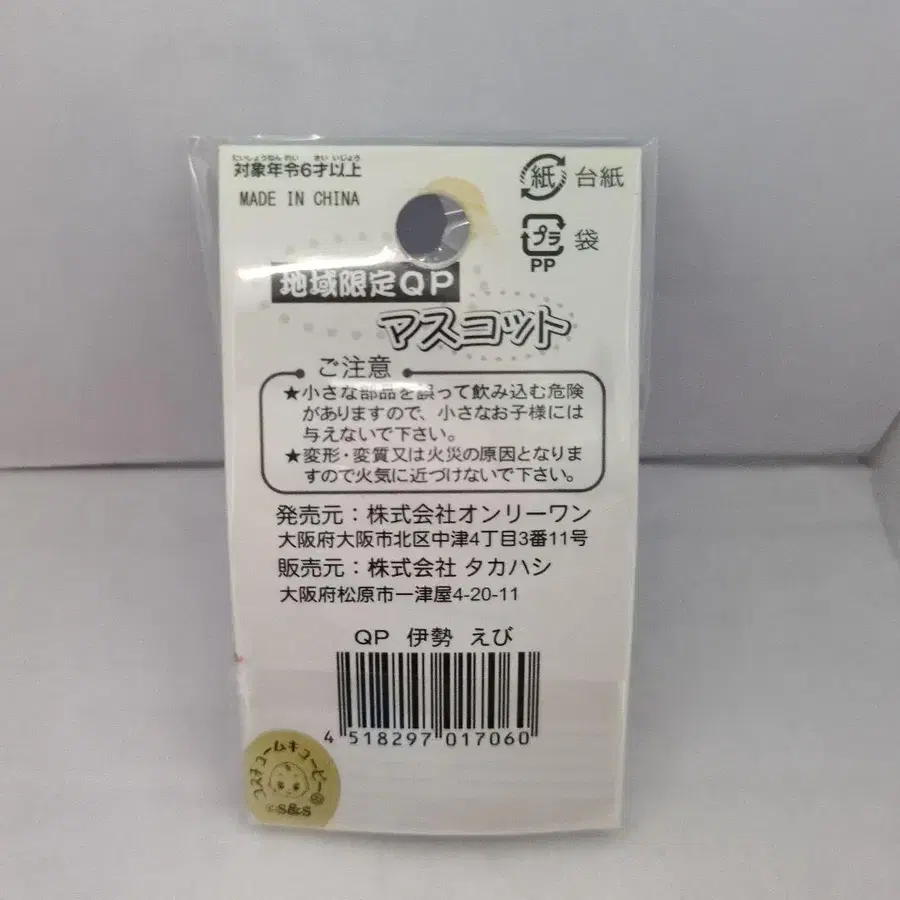 たいしょうねんれい さいいじょう
対象年令6才以上
MADE IN CHINA
紙 台紙
プラ 袋
PP
地域限定QP
マスコット
ご注意
★小さな部品を誤って飲み込む危険
がありますので、小さなお子様には
与えないで下さい。
★変形・変質又は火災の原因となりま
すので火気に近づけないで下さい。
発売元：株式会社オンリーワン
大阪府大阪市北区中津4丁目3番11号
販売元：株式会社 タカハシ
大阪府松原市一津屋4-20-11
QP 伊勢 えび
4 518297 017060
コスチュームキューピー®
©S&S